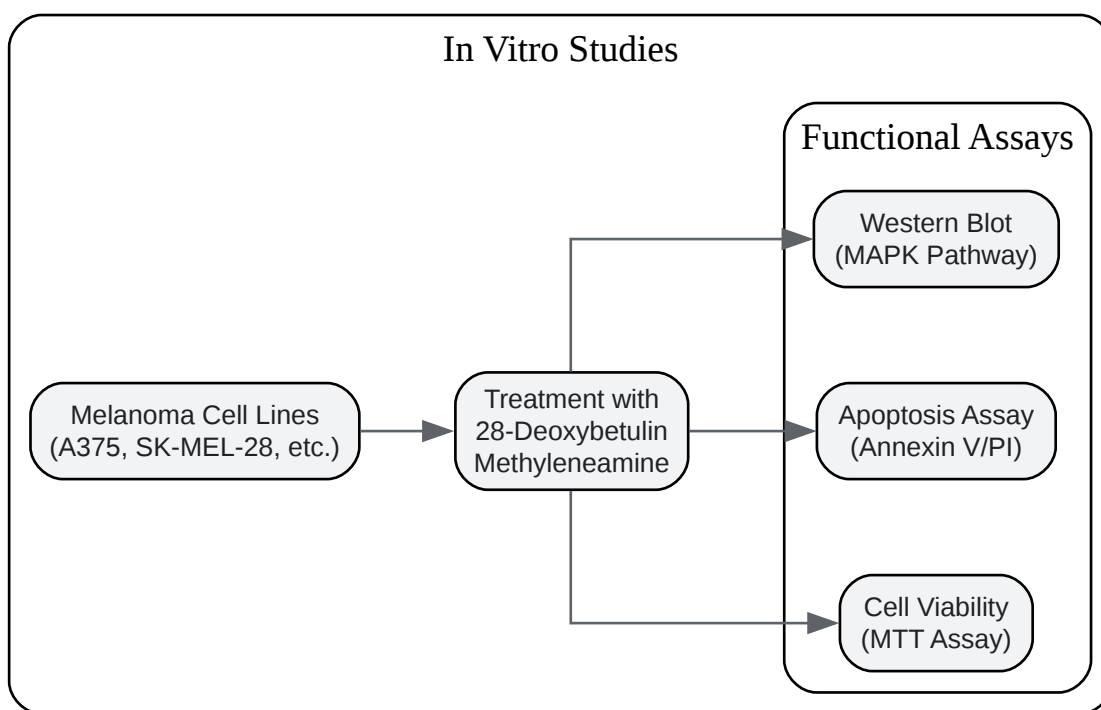 In Vitro Studies
Functional Assays
Western Blot
(MAPK Pathway)
Melanoma Cell Lines
(A375, SK-MEL-28, etc.)
Treatment with
28-Deoxybetulin
Methyleneamine
Apoptosis Assay
(Annexin V/PI)
Cell Viability
(MTT Assay)